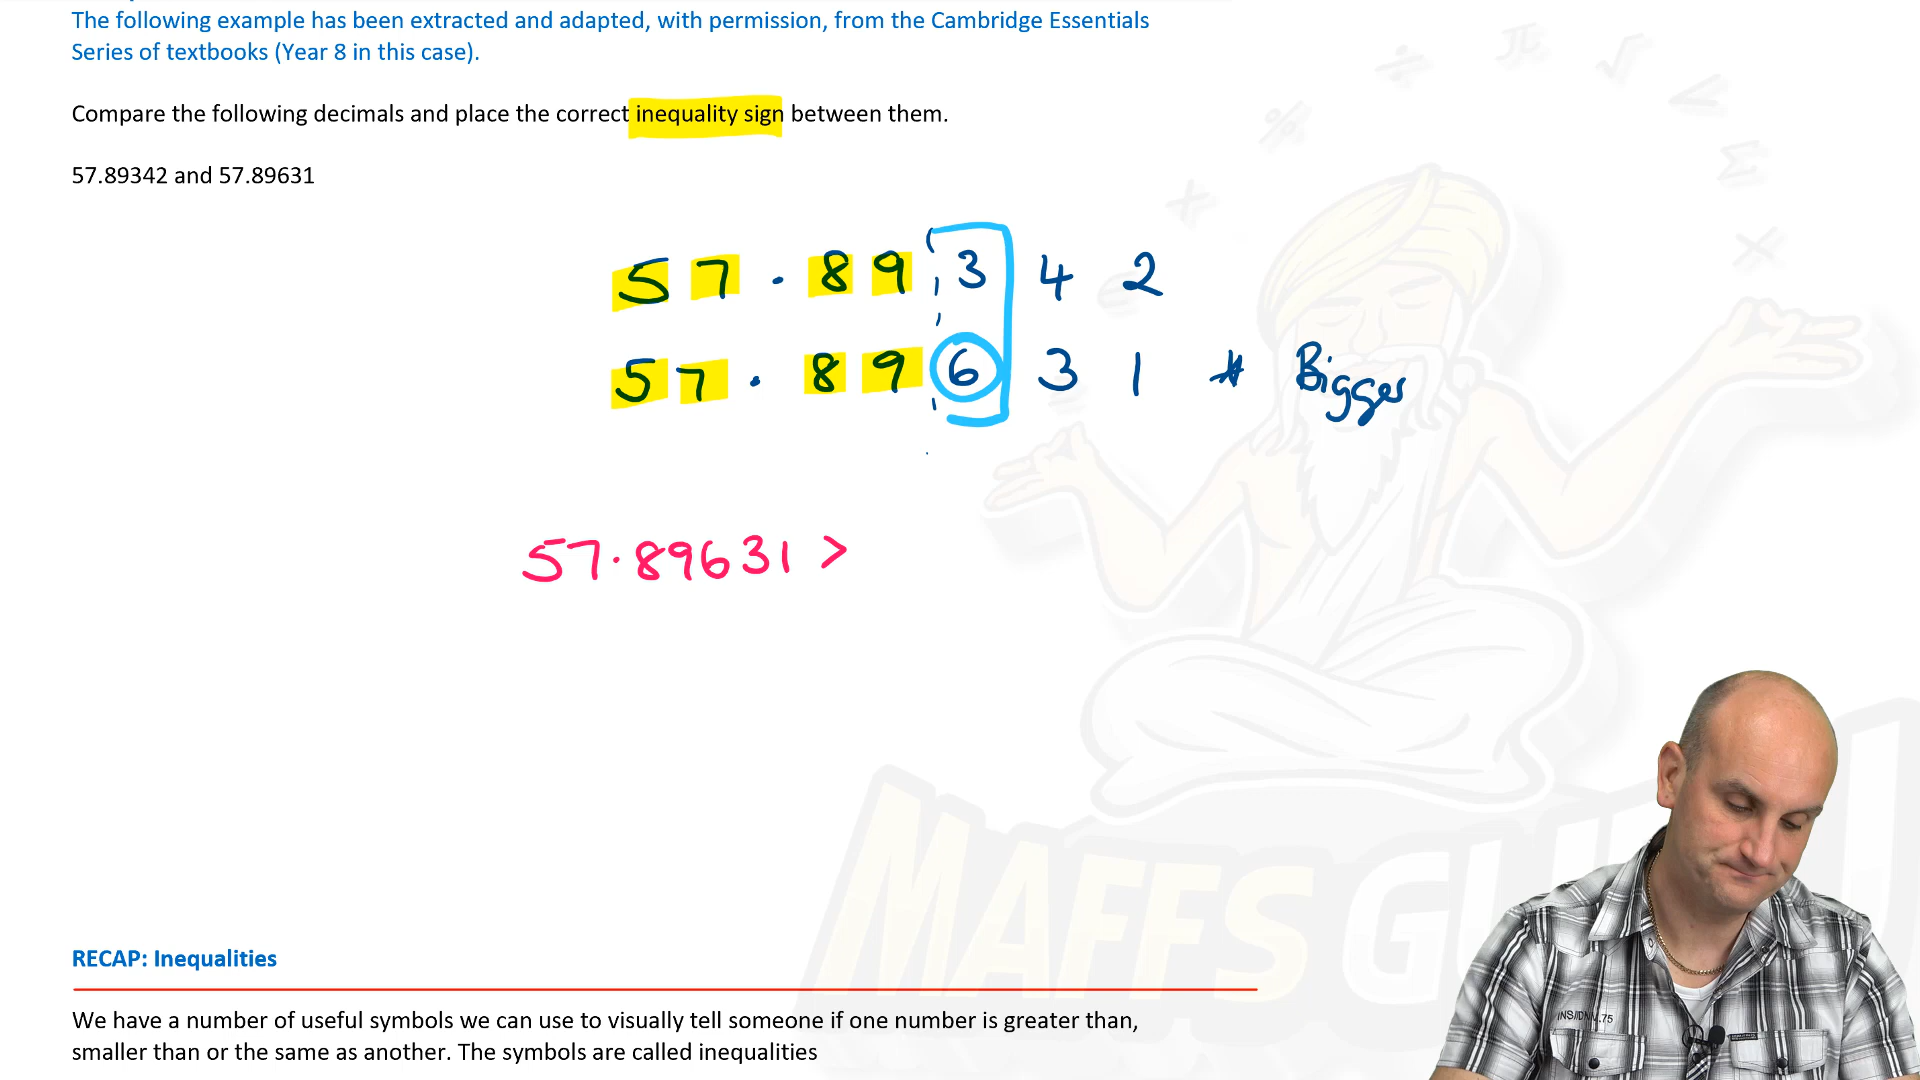 The following example has been extracted and adapted, with permission, from the Cambridge Essentials
Series of textbooks (Year 8 in this case).
Compare the following decimals and place the correct inequality sign between them.
57.89342 and 57.89631
57.89342
57.89631 * Bigger
57.89631 >
MAFFS GU
RECAP: Inequalities
We have a number of useful symbols we can use to visually tell someone if one number is greater than,
smaller than or the same as another. The symbols are called inequalities